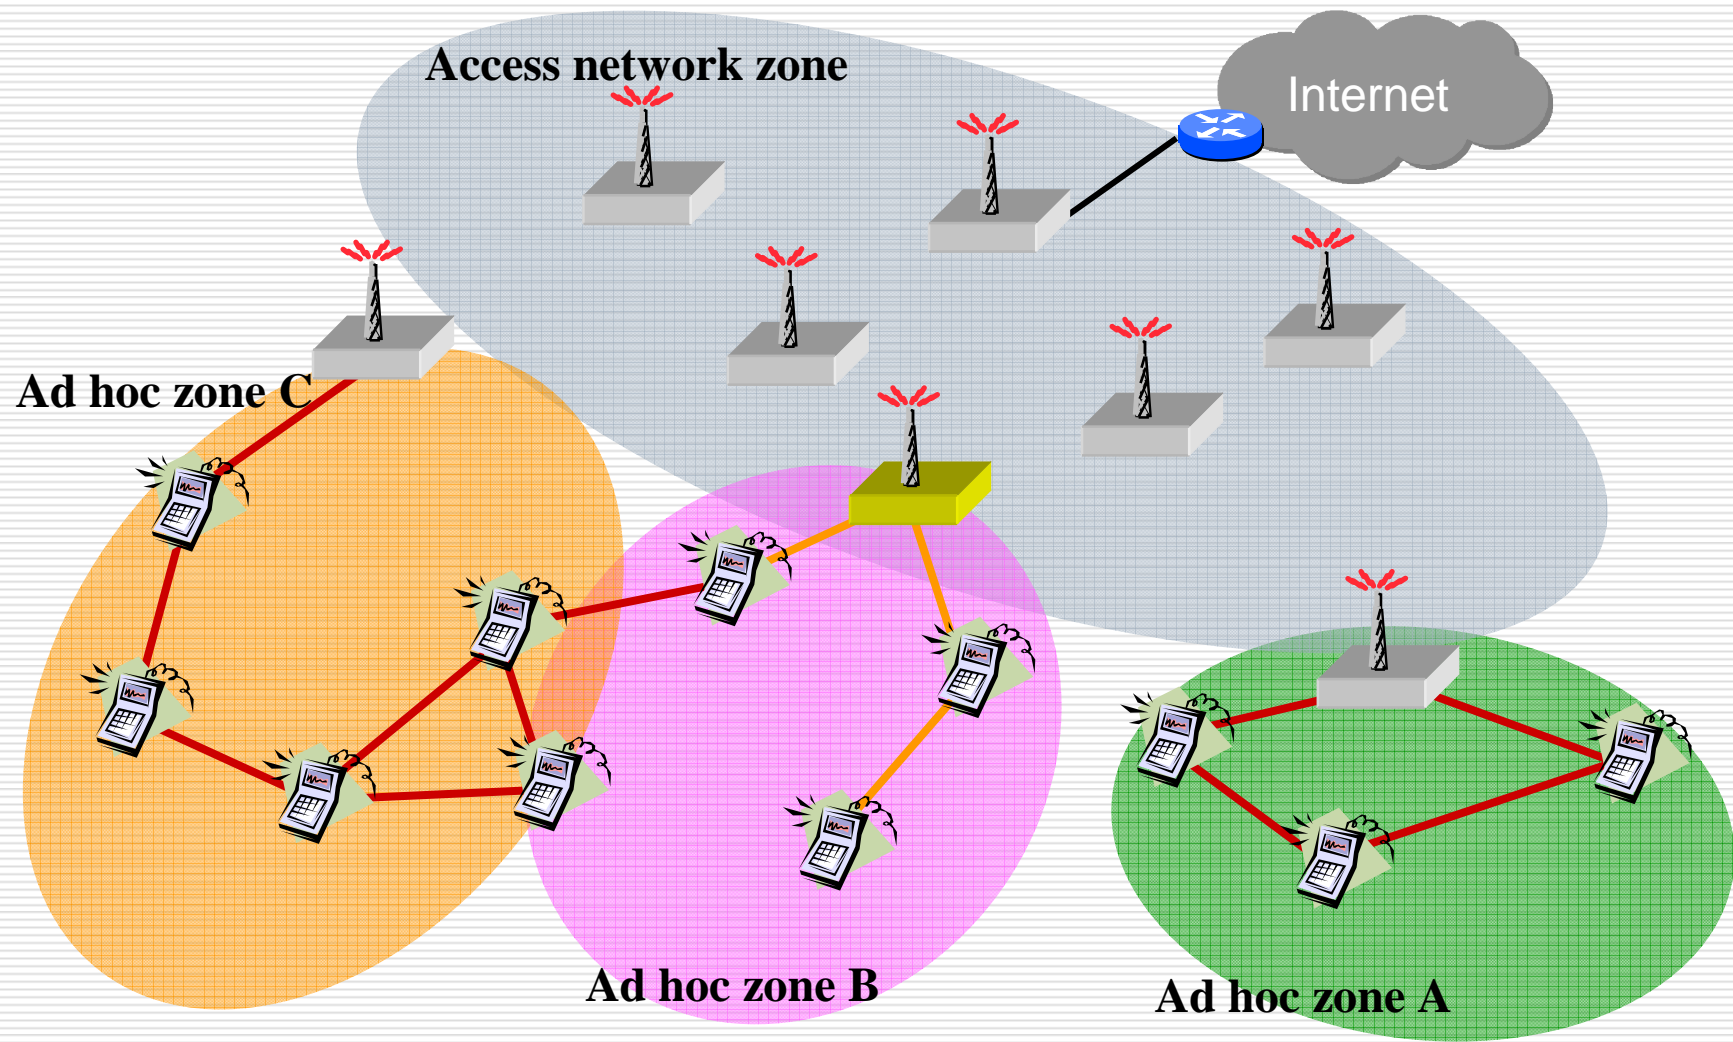 Access network zone
Internet
Ad hoc zone C
Ad hoc zone B
Ad hoc zone A